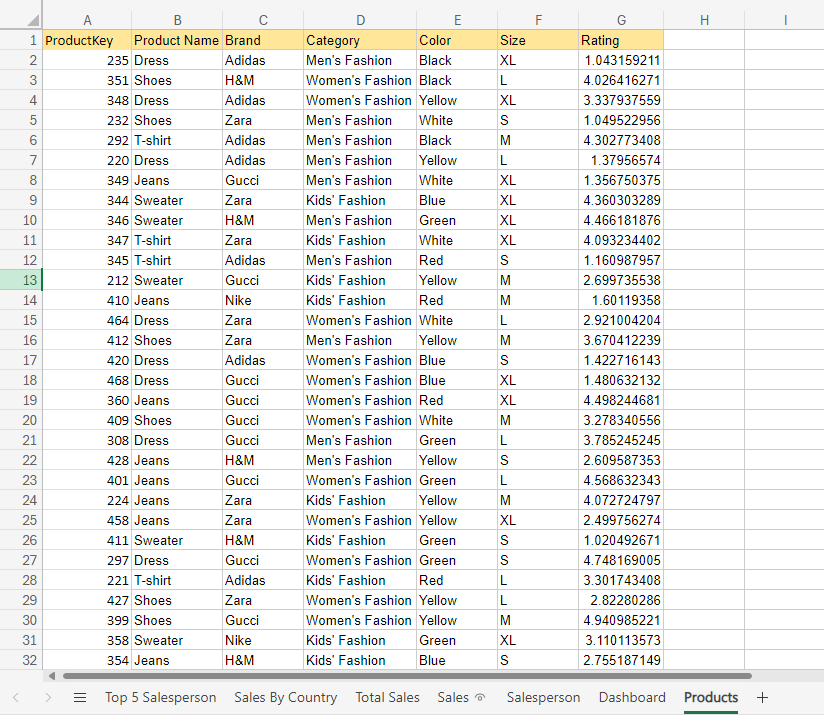 A B C D E F G H I
1 ProductKey Product Name Brand Category Color Size Rating
2 235 Dress Adidas Men's Fashion Black XL 1.043159211
3 351 Shoes H&M Women's Fashion Black L 4.026416271
4 348 Dress Adidas Women's Fashion Yellow XL 3.337937559
5 232 Shoes Zara Men's Fashion White S 1.049522956
6 292 T-shirt Adidas Men's Fashion Black M 4.302773408
7 220 Dress Adidas Men's Fashion Yellow L 1.37956574
8 349 Jeans Gucci Men's Fashion White XL 1.356750375
9 344 Sweater Zara Kids' Fashion Blue XL 4.360303289
10 346 Sweater H&M Men's Fashion Green XL 4.466181876
11 347 T-shirt Zara Kids' Fashion White XL 4.093234402
12 345 T-shirt Adidas Men's Fashion Red S 1.160987957
13 212 Sweater Gucci Kids' Fashion Yellow M 2.699735538
14 410 Jeans Nike Kids' Fashion Red M 1.60119358
15 464 Dress Zara Women's Fashion White L 2.921004204
16 412 Shoes Zara Men's Fashion Yellow M 3.670412239
17 420 Dress Adidas Women's Fashion Blue S 1.422716143
18 468 Dress Gucci Women's Fashion Blue XL 1.480632132
19 360 Jeans Gucci Women's Fashion Red XL 4.498244681
20 409 Shoes Gucci Women's Fashion White M 3.278340556
21 308 Dress Gucci Men's Fashion Green L 3.785245245
22 428 Jeans H&M Men's Fashion Yellow S 2.609587353
23 401 Jeans Gucci Women's Fashion Green L 4.568632343
24 224 Jeans Zara Kids' Fashion Yellow M 4.072724797
25 458 Jeans Zara Women's Fashion Yellow XL 2.499756274
26 411 Sweater H&M Kids' Fashion Green S 1.020492671
27 297 Dress Gucci Women's Fashion Green S 4.748169005
28 221 T-shirt Adidas Kids' Fashion Red L 3.301743408
29 427 Shoes Zara Women's Fashion Yellow L 2.82280286
30 399 Shoes Gucci Women's Fashion Yellow M 4.940985221
31 358 Sweater Nike Kids' Fashion Green XL 3.110113573
32 354 Jeans H&M Kids' Fashion Blue S 2.755187149
Top 5 Salesperson Sales By Country Total Sales Sales Salesperson Dashboard Products